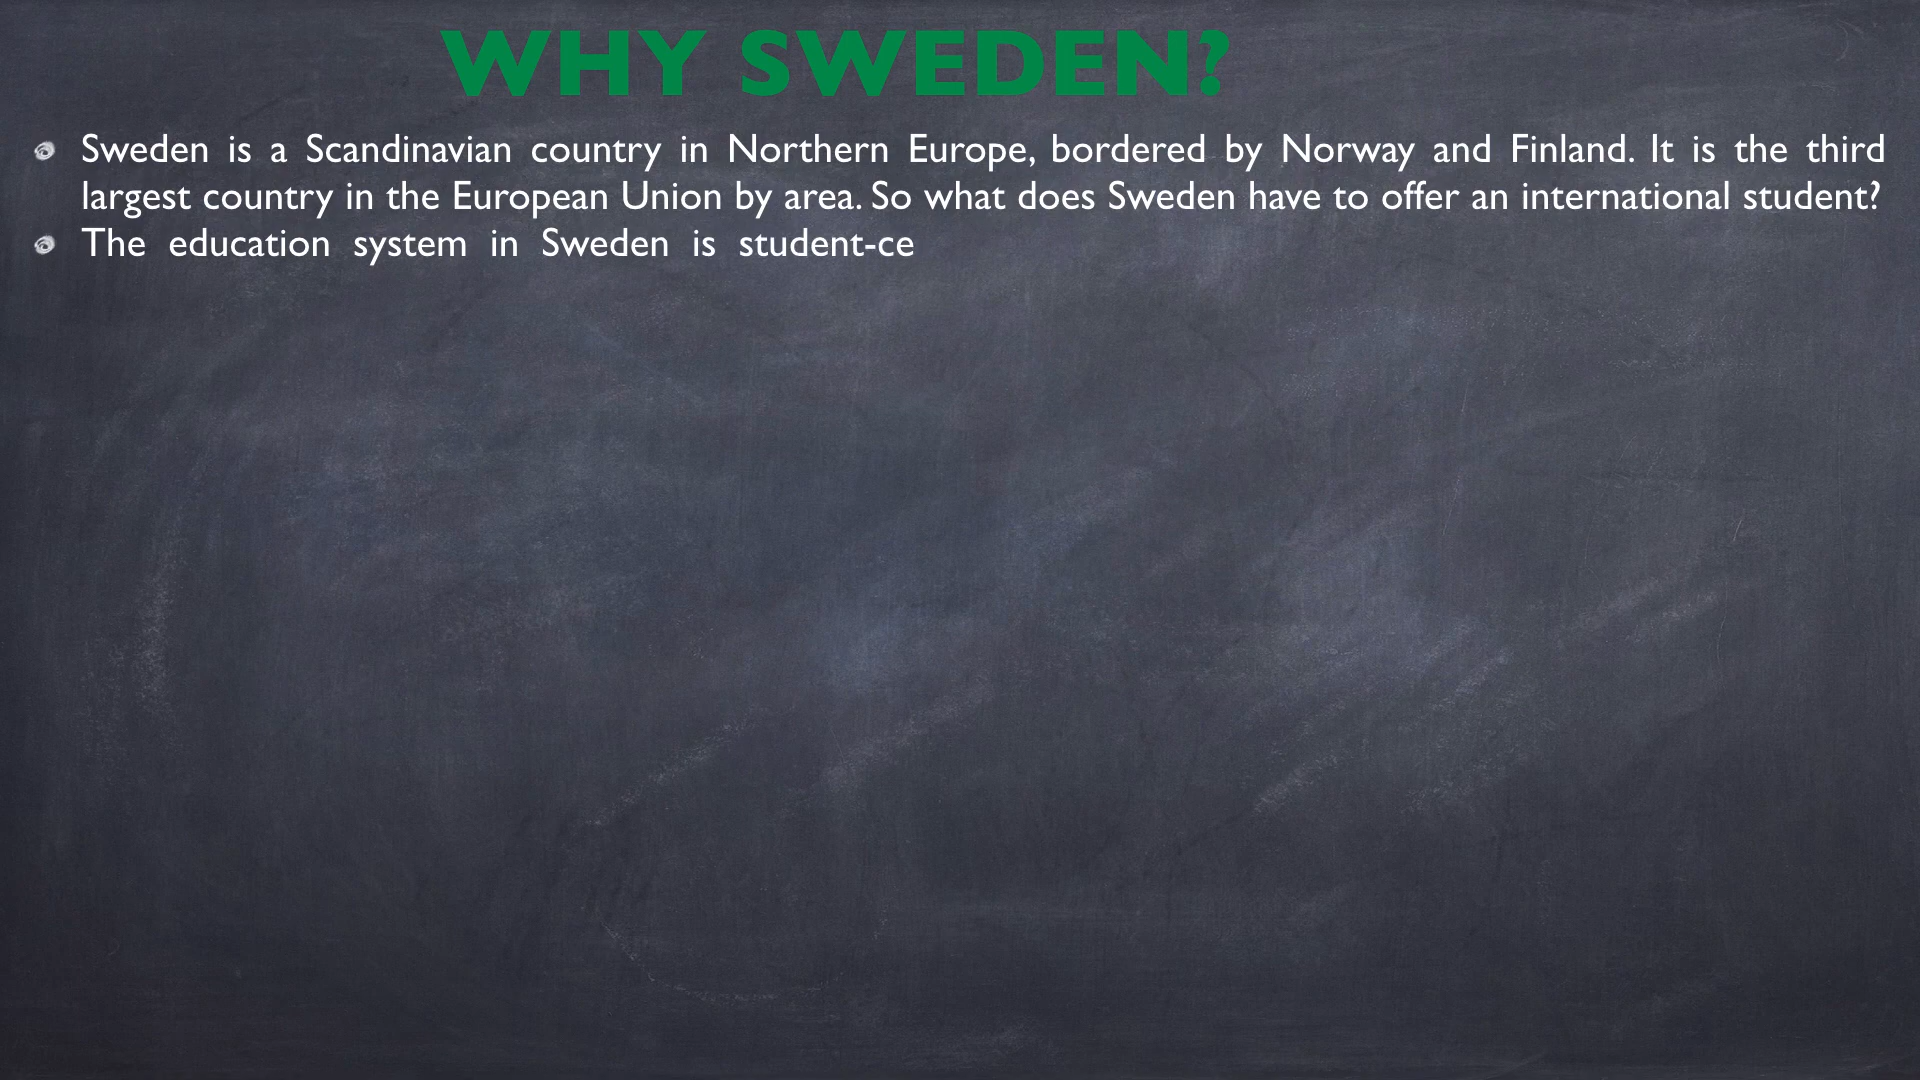 WHY SWEDEN?
Sweden is a Scandinavian country in Northern Europe, bordered by Norway and Finland. It is the third
largest country in the European Union by area. So what does Sweden have to offer an international student?
The education system in Sweden is student-ce